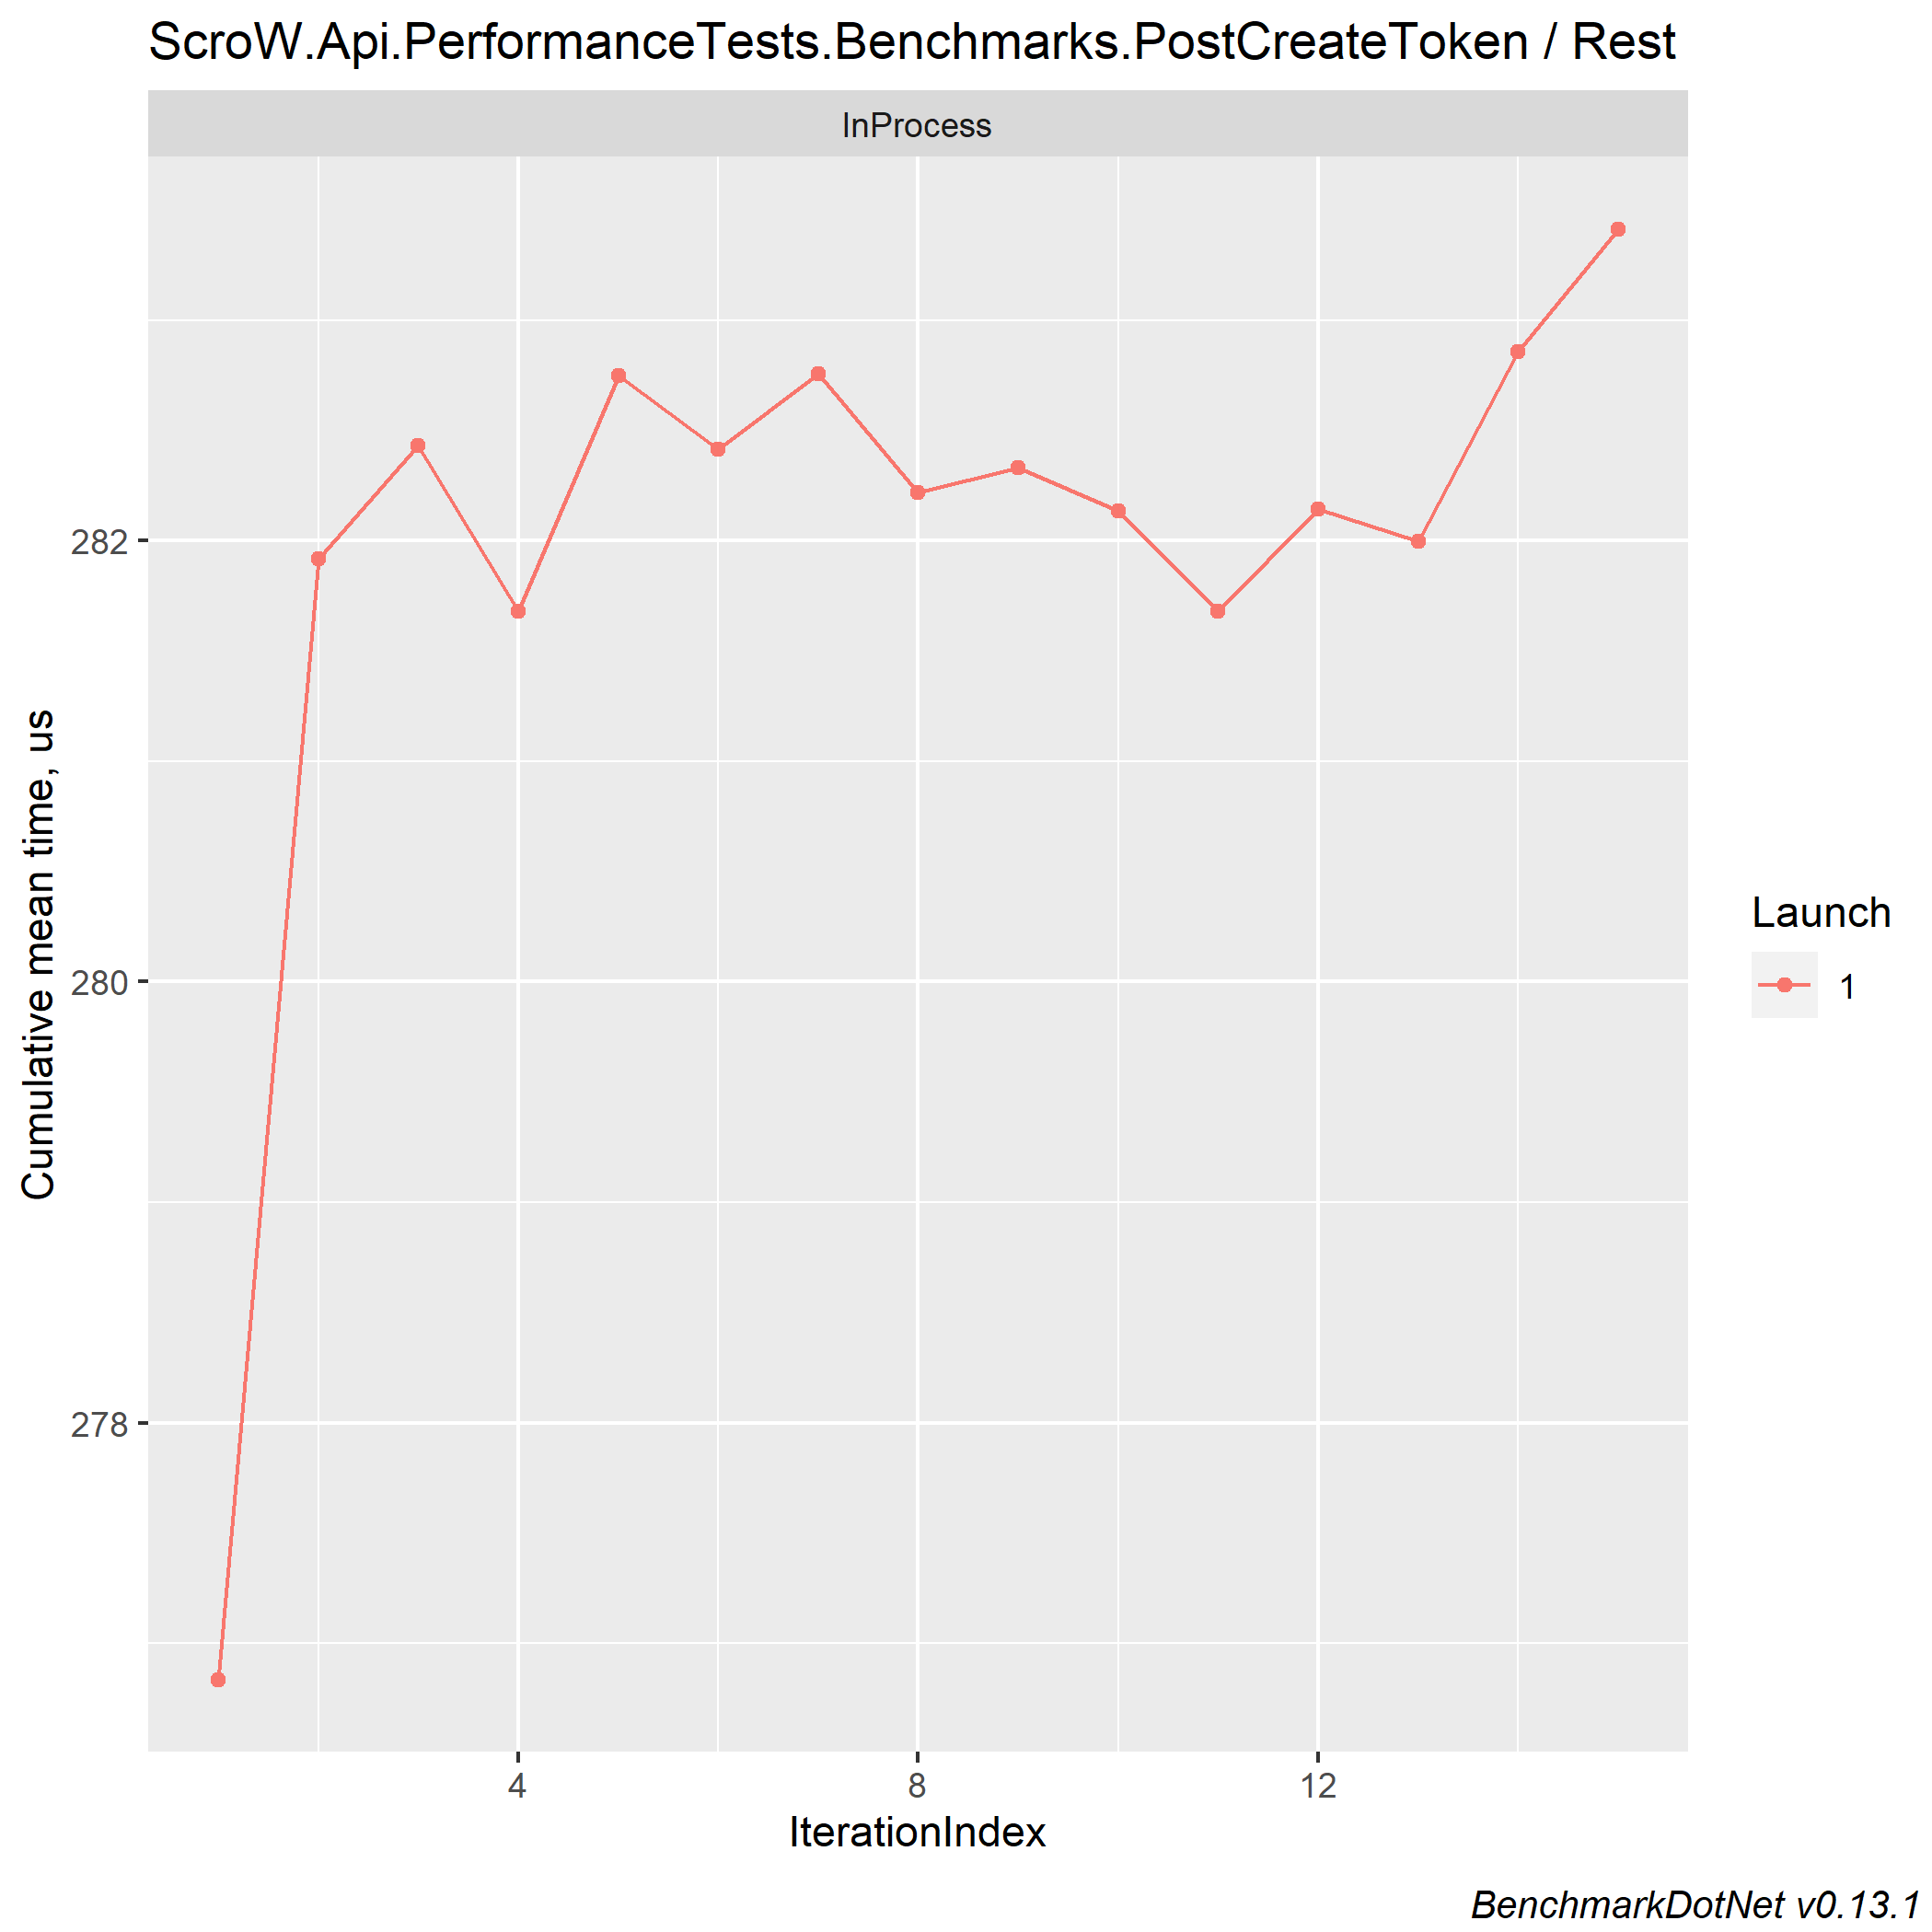 ScroW.Api.PerformanceTests.Benchmarks.PostCreateToken / Rest
InProcess
Cumulative mean time, us
282
280
278
4
8
12
IterationIndex
Launch
1
BenchmarkDotNet v0.13.1